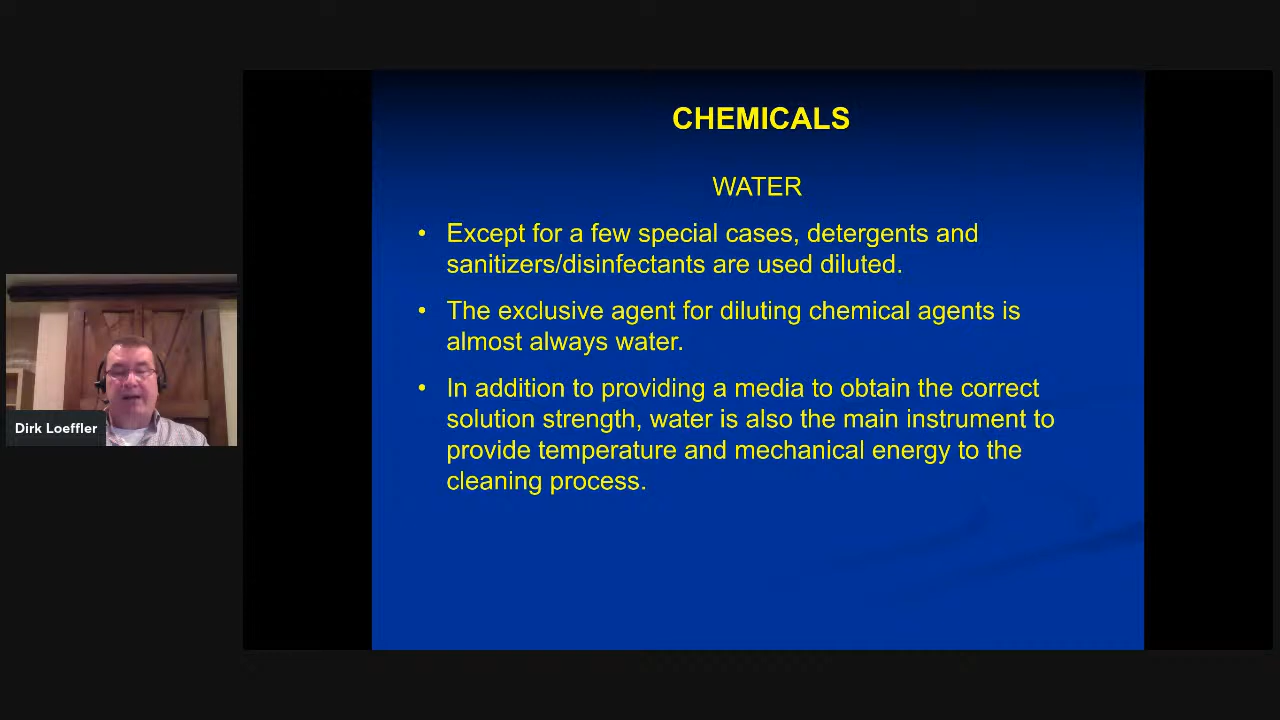 CHEMICALS
WATER
• Except for a few special cases, detergents and
sanitizers/disinfectants are used diluted.
• The exclusive agent for diluting chemical agents is
almost always water.
• In addition to providing a media to obtain the correct
solution strength, water is also the main instrument to
provide temperature and mechanical energy to the
cleaning process.
Dirk Loeffler